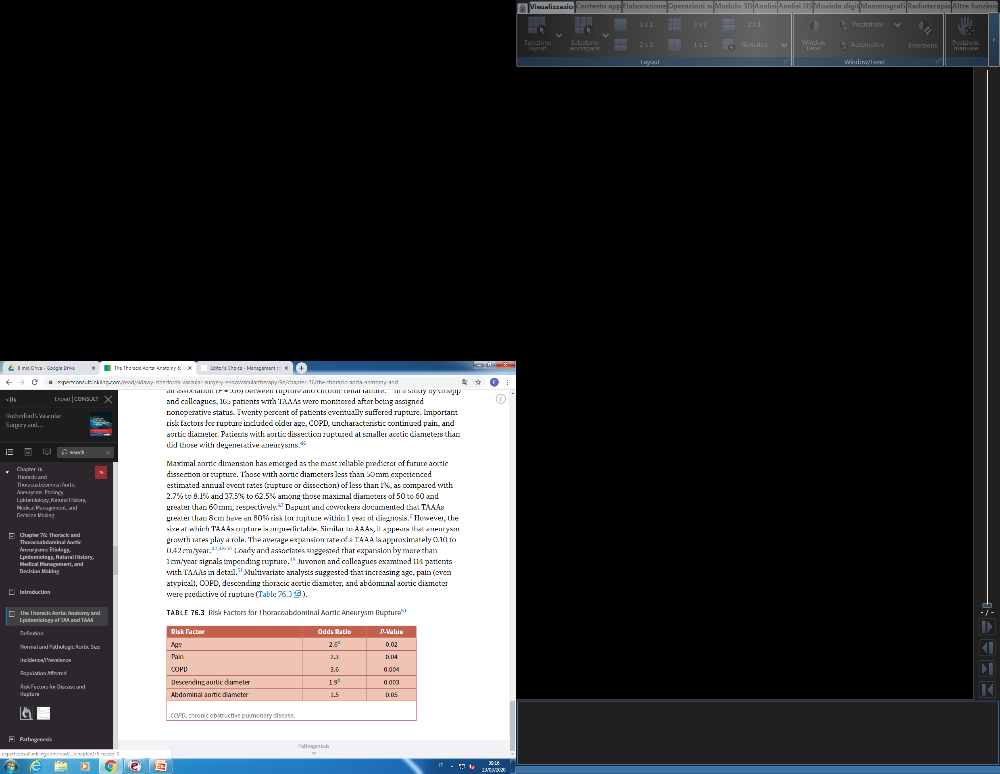 Visualizzazio Contesto app Elaborazione Operazioni su Modulo 3D Analisi Analisi US Moviola digit Mammografi Radioterapia Altre funzion
Selezione layout
Selezione workspace
1 x 1
3 x 3
2 x 1
2 x 2
1 x 2
Generico
Layout
Window Level
Predefinito
Automatico
Inversione
Window/Level
Posizione manuale
- / -
Il mio Drive - Google Drive
The Thoracic Aorta: Anatomy &
Editor's Choice - Management of
expertconsult.inkling.com/read/sidawy-rtherfords-vascular-surgery-endovasculartherapy-9e/chapter-76/the-thoracic-aorta-anatomy-and
F
Expert CONSULT
Rutherford's Vascular
Surgery and...
Search
Chapter 76
Thoracic and
Thoracoabdominal Aortic
Aneurysms: Etiology,
Epidemiology, Natural History,
Medical Management, and
Decision Making
76
Chapter 76: Thoracic and
Thoracoabdominal Aortic
Aneurysms: Etiology,
Epidemiology, Natural History,
Medical Management, and
Decision Making
Introduction
The Thoracic Aorta: Anatomy and
Epidemiology of TAA and TAAA
Definition
Normal and Pathologic Aortic Size
Incidence/Prevalence
Population Affected
Risk Factors for Disease and
Rupture
Pathogenesis
expertconsult.inkling.com/read/.../chapter076-reader-0
an association (P = .06) between rupture and chronic renal failure. In a study by Griepp
and colleagues, 165 patients with TAAAs were monitored after being assigned
nonoperative status. Twenty percent of patients eventually suffered rupture. Important
risk factors for rupture included older age, COPD, uncharacteristic continued pain, and
aortic diameter. Patients with aortic dissection ruptured at smaller aortic diameters than
did those with degenerative aneurysms.46
Maximal aortic dimension has emerged as the most reliable predictor of future aortic
dissection or rupture. Those with aortic diameters less than 50 mm experienced
estimated annual event rates (rupture or dissection) of less than 1%, as compared with
2.7% to 8.1% and 37.5% to 62.5% among those maximal diameters of 50 to 60 and
greater than 60 mm, respectively.47 Dapunt and coworkers documented that TAAAs
greater than 8 cm have an 80% risk for rupture within 1 year of diagnosis.9 However, the
size at which TAAAs rupture is unpredictable. Similar to AAAs, it appears that aneurysm
growth rates play a role. The average expansion rate of a TAAA is approximately 0.10 to
0.42 cm/year.42,48-50 Coady and associates suggested that expansion by more than
1 cm/year signals impending rupture.48 Juvonen and colleagues examined 114 patients
with TAAAs in detail.51 Multivariate analysis suggested that increasing age, pain (even
atypical), COPD, descending thoracic aortic diameter, and abdominal aortic diameter
were predictive of rupture (Table 76.3 ).
TABLE 76.3 Risk Factors for Thoracoabdominal Aortic Aneurysm Rupture51
Risk Factor Odds Ratio P-Value
Age 2.6a 0.02
Pain 2.3 0.04
COPD 3.6 0.004
Descending aortic diameter 1.9b 0.003
Abdominal aortic diameter 1.5 0.05
COPD, chronic obstructive pulmonary disease.
Pathogenesis
IT
09:16
23/03/2020